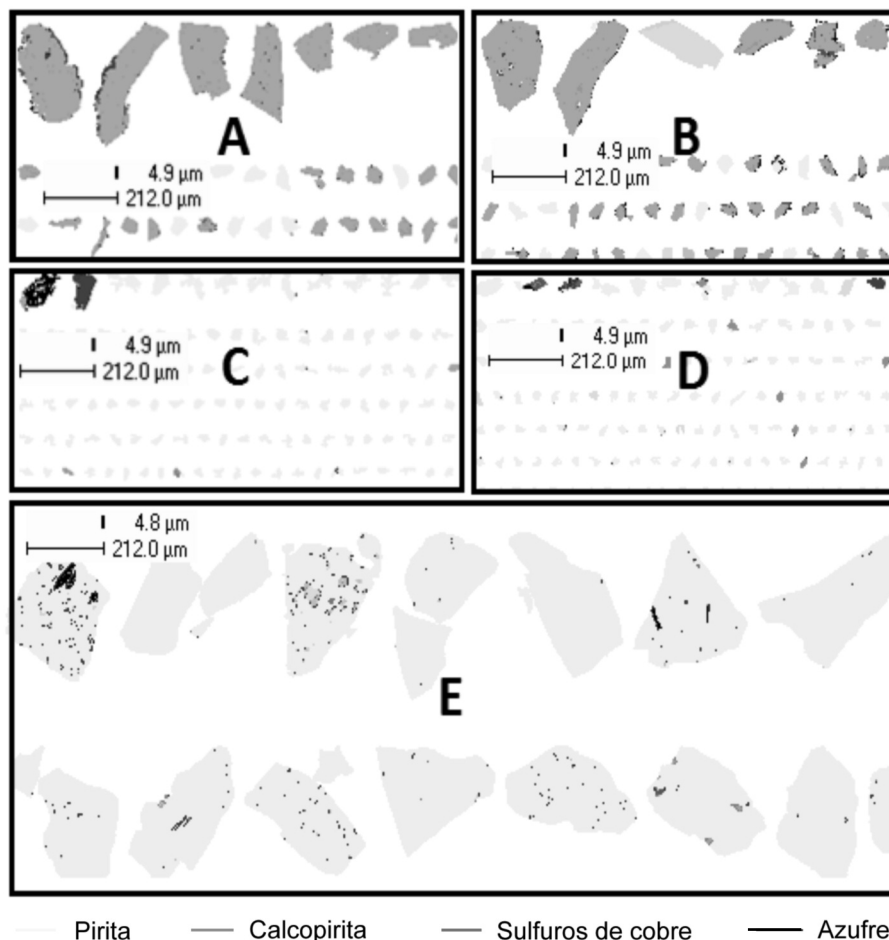 4.9 µm
212.0 µm
A
4.9 µm
212.0 µm
B
4.9 µm
212.0 µm
C
4.9 µm
212.0 µm
D
4.8 µm
212.0 µm
E
Pirita Calcopirita Sulfuros de cobre Azufre